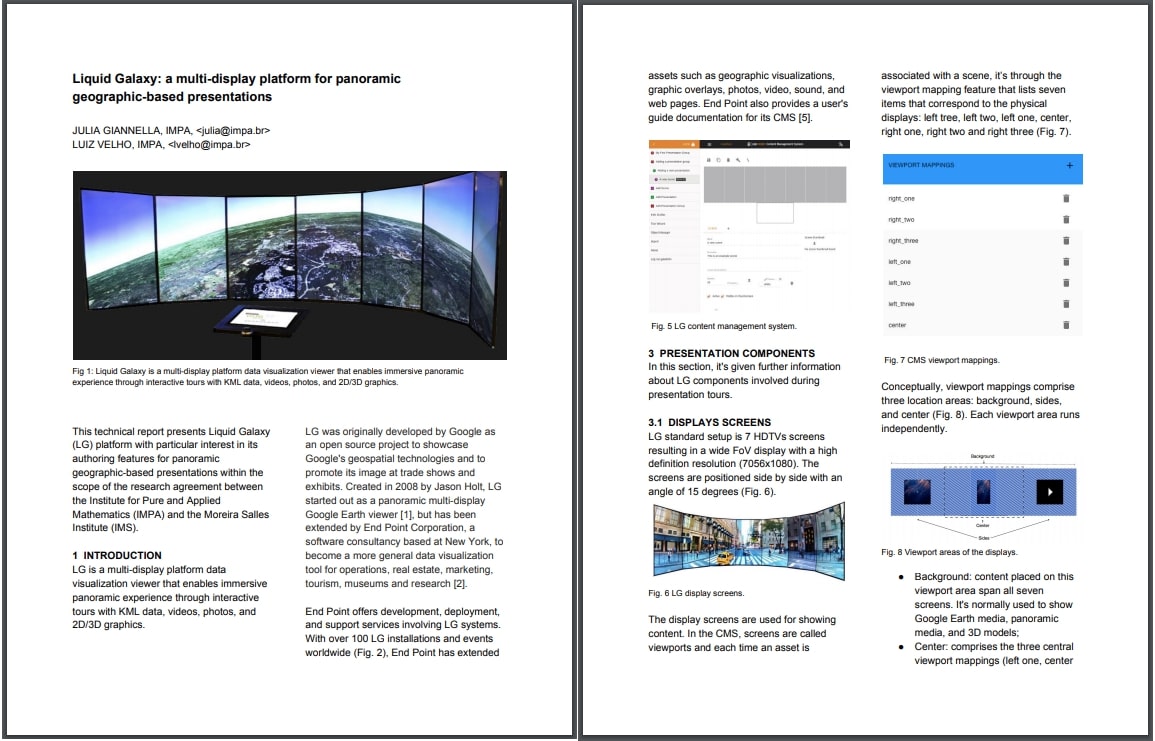 Liquid Galaxy: a multi-display platform for panoramic
geographic-based presentations
JULIA GIANNELLA, IMPA, <julia@impa.br>
LUIZ VELHO, IMPA, <lvelho@impa.br>
Fig 1: Liquid Galaxy is a multi-display platform data visualization viewer that enables immersive panoramic
experience through interactive tours with KML data, videos, photos, and 2D/3D graphics.
This technical report presents Liquid Galaxy
(LG) platform with particular interest in its
authoring features for panoramic
geographic-based presentations within the
scope of the research agreement between
the Institute for Pure and Applied
Mathematics (IMPA) and the Moreira Salles
Institute (IMS).
1 INTRODUCTION
LG is a multi-display platform data
visualization viewer that enables immersive
panoramic experience through interactive
tours with KML data, videos, photos, and
2D/3D graphics.
LG was originally developed by Google as
an open source project to showcase
Google's geospatial technologies and to
promote its image at trade shows and
exhibits. Created in 2008 by Jason Holt, LG
started out as a panoramic multi-display
Google Earth viewer [1], but has been
extended by End Point Corporation, a
software consultancy based at New York, to
become a more general data visualization
tool for operations, real estate, marketing,
tourism, museums and research [2].
End Point offers development, deployment,
and support services involving LG systems.
With over 100 LG installations and events
worldwide (Fig. 2), End Point has extended
assets such as geographic visualizations,
graphic overlays, photos, video, sound, and
web pages. End Point also provides a user's
guide documentation for its CMS [5].
Content Management System
Fig. 5 LG content management system.
3 PRESENTATION COMPONENTS
In this section, it's given further information
about LG components involved during
presentation tours.
3.1 DISPLAYS SCREENS
LG standard setup is 7 HDTVs screens
resulting in a wide FoV display with a high
definition resolution (7056x1080). The
screens are positioned side by side with an
angle of 15 degrees (Fig. 6).
Fig. 6 LG display screens.
The display screens are used for showing
content. In the CMS, screens are called
viewports and each time an asset is
associated with a scene, it's through the
viewport mapping feature that lists seven
items that correspond to the physical
displays: left tree, left two, left one, center,
right one, right two and right three (Fig. 7).
VIEWPORT MAPPINGS +
right_one
right_two
right_three
left_one
left_two
left_three
center
Fig. 7 CMS viewport mappings.
Conceptually, viewport mappings comprise
three location areas: background, sides,
and center (Fig. 8). Each viewport area runs
independently.
Background
Center
Sides
Fig. 8 Viewport areas of the displays.
● Background: content placed on this
viewport area span all seven
screens. It's normally used to show
Google Earth media, panoramic
media, and 3D models;
● Center: comprises the three central
viewport mappings (left one, center